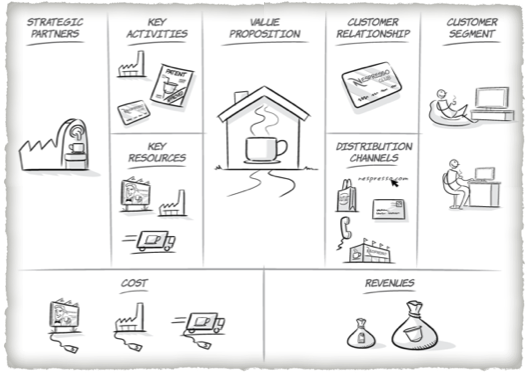 STRATEGIC
PARTNERS
KEY
ACTIVITIES
VALUE
PROPOSITION
CUSTOMER
RELATIONSHIP
CUSTOMER
SEGMENT
PATENT
NESPRESSO
CLUB
KEY
RESOURCES
DISTRIBUTION
CHANNELS
nespresso.com
COST
REVENUES